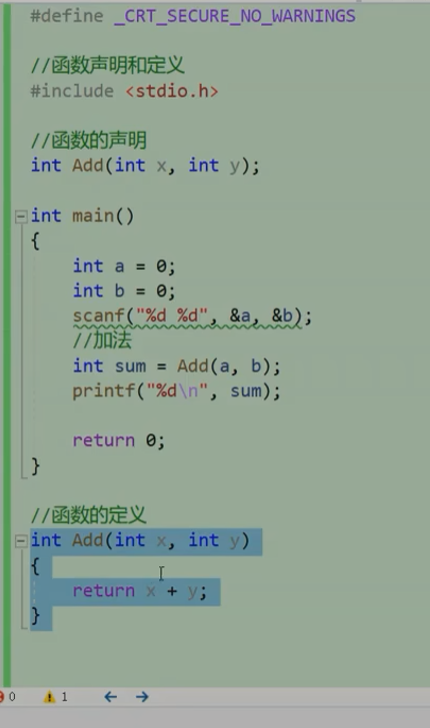 #define _CRT_SECURE_NO_WARNINGS
//函数声明和定义
#include <stdio.h>
//函数的声明
int Add(int x, int y);
int main()
{
int a = 0;
int b = 0;
scanf("%d %d", &a, &b);
//加法
int sum = Add(a, b);
printf("%d\n", sum);
return 0;
}
//函数的定义
int Add(int x, int y)
{
return x + y;
}
0 1